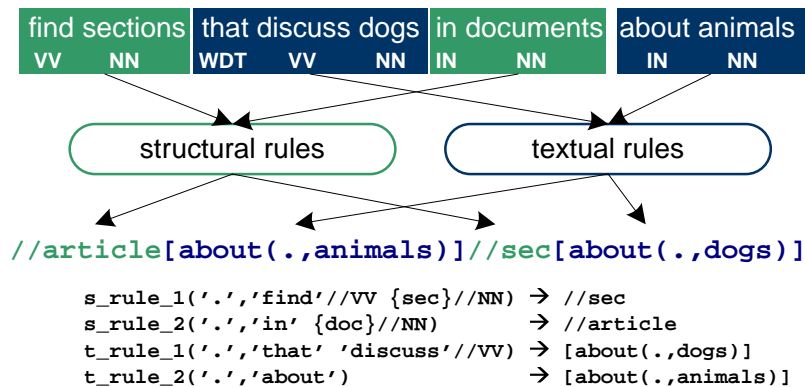 find sections that discuss dogs in documents about animals
VV NN WDT VV NN IN NN IN NN
structural rules textual rules
//article[about(.,animals)]//sec[about(.,dogs)]
s_rule_1('.','find'//VV {sec}//NN) → //sec
s_rule_2('.','in' {doc}//NN) → //article
t_rule_1('.','that' 'discuss'//VV) → [about(.,dogs)]
t_rule_2('.','about') → [about(.,animals)]